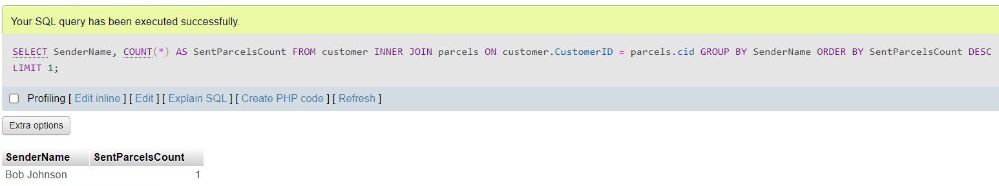 Your SQL query has been executed successfully.
SELECT SenderName, COUNT(*) AS SentParcelsCount FROM customer INNER JOIN parcels ON customer.CustomerID = parcels.cid GROUP BY SenderName ORDER BY SentParcelsCount DESC
LIMIT 1;
Profiling [ Edit inline ] [ Edit ] [ Explain SQL ] [ Create PHP code ] [ Refresh ]
Extra options
SenderName SentParcelsCount
Bob Johnson 1